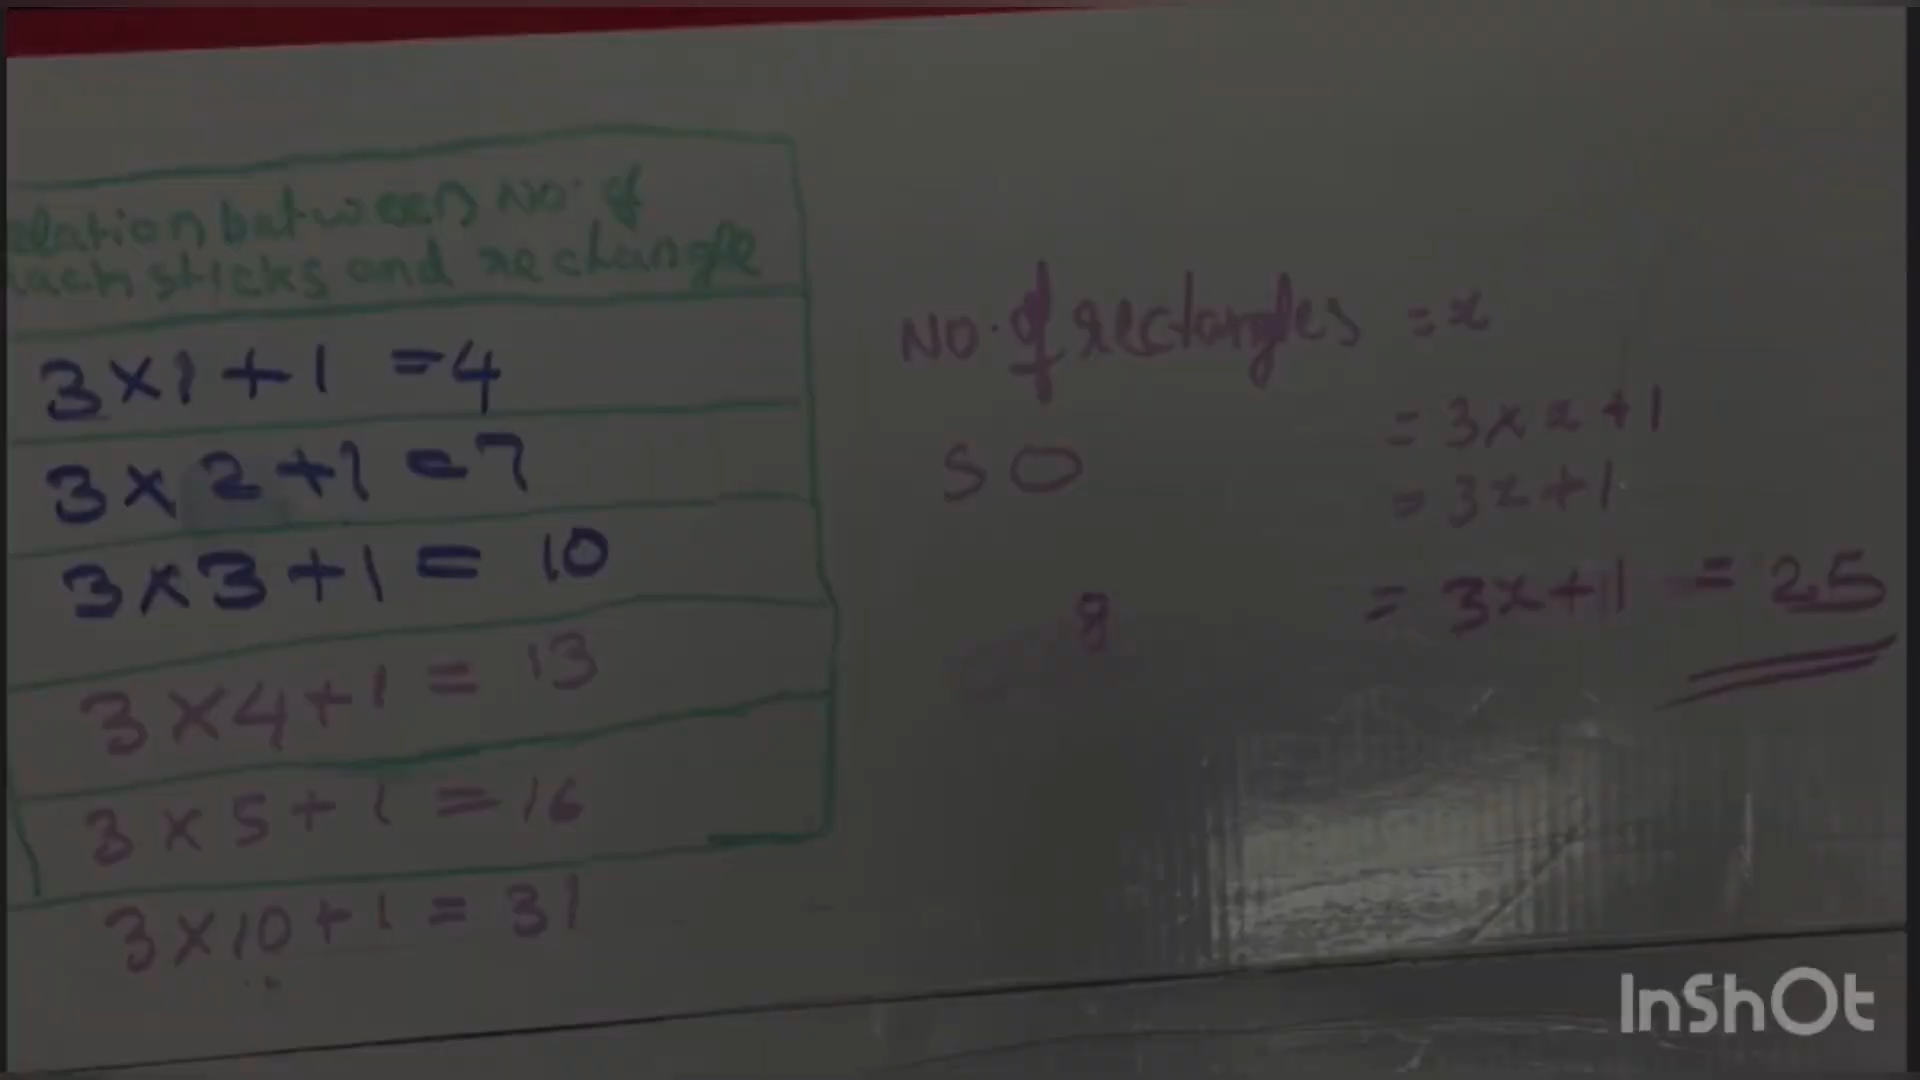 elation between No. of
ach sticks and rectangle
3×1+1 =4
3×2+1 =7
3×3+1 = 10
3×4+1 = 13
3×5+1 =16
3×10+1 = 31
No. of rectangles = x
= 3×x+1
SO
= 3x+1
8
= 3x+1 = 25
InShOt